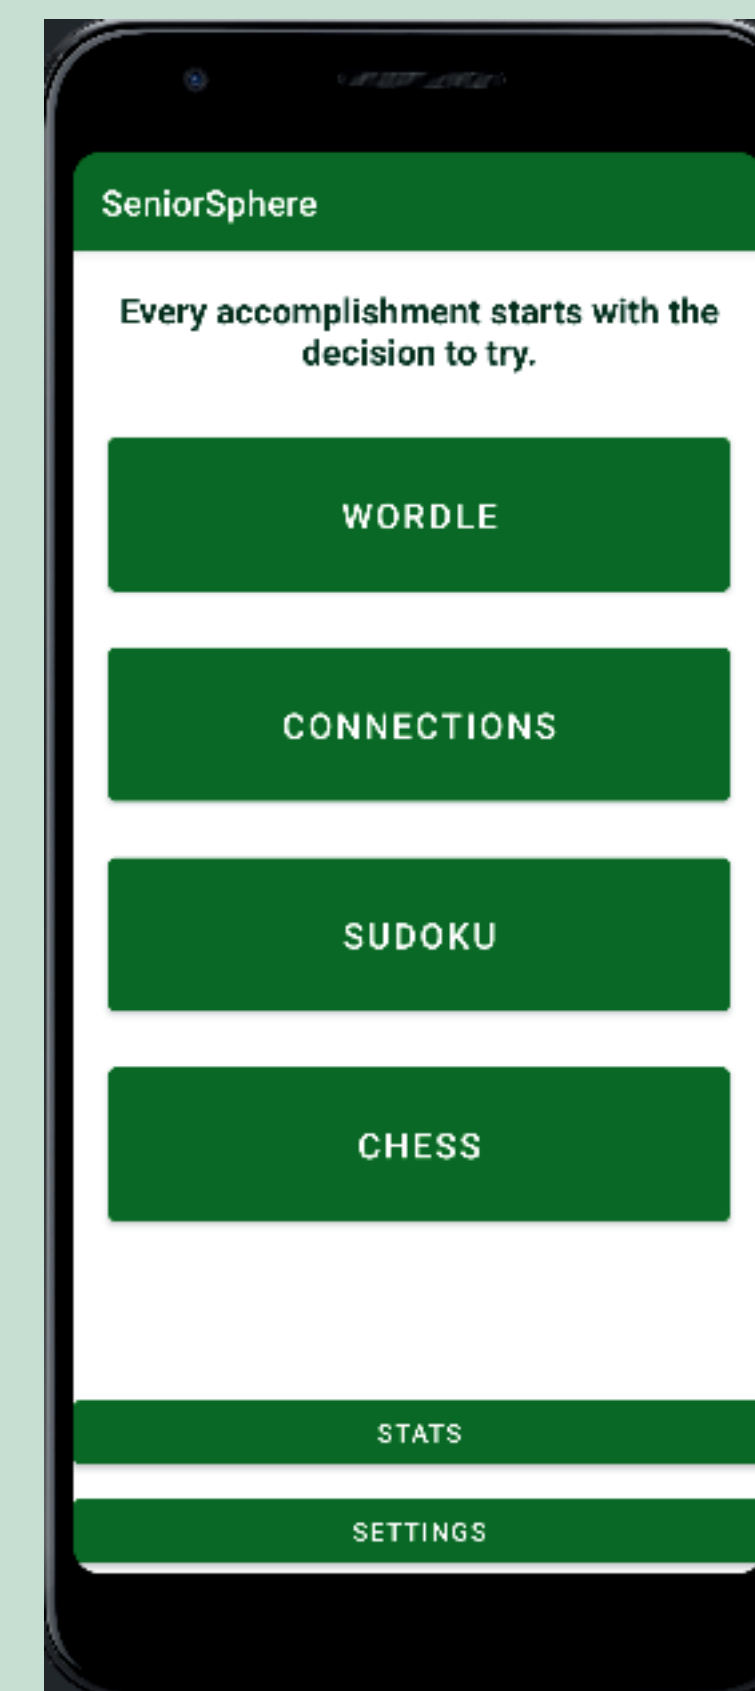 SeniorSphere
Every accomplishment starts with the
decision to try.
WORDLE
CONNECTIONS
SUDOKU
CHESS
STATS
SETTINGS